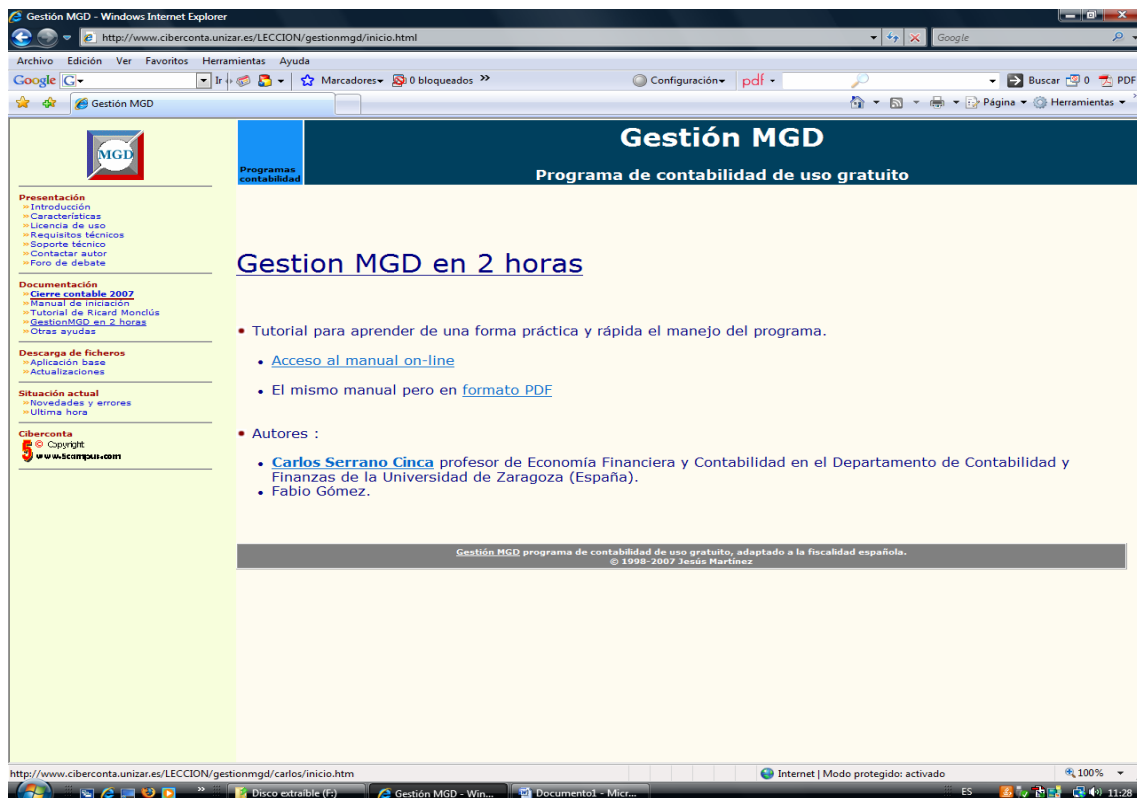 Gestión MGD - Windows Internet Explorer
http://www.ciberconta.unizar.es/LECCION/gestionmgd/inicio.html
Google
Archivo Edición Ver Favoritos Herramientas Ayuda
Google G Ir Marcadores 0 bloqueados Configuración pdf Buscar 0 PDF
Gestión MGD Página Herramientas
MGD
Presentación
Introducción
Características
Licencia de uso
Requisitos técnicos
Soporte técnico
Contactar autor
Foro de debate
Documentación
Cierre contable 2007
Manual de iniciación
Tutorial de Ricard Monclús
GestionMGD en 2 horas
Otras ayudas
Descarga de ficheros
Aplicación base
Actualizaciones
Situación actual
Novedades y errores
Ultima hora
Ciberconta
5 © Copyright
www.5campus.com
Programas
contabilidad
Gestión MGD
Programa de contabilidad de uso gratuito
Gestion MGD en 2 horas
Tutorial para aprender de una forma práctica y rápida el manejo del programa.
Acceso al manual on-line
El mismo manual pero en formato PDF
Autores :
Carlos Serrano Cinca profesor de Economía Financiera y Contabilidad en el Departamento de Contabilidad y
Finanzas de la Universidad de Zaragoza (España).
Fabio Gómez.
Gestión MGD programa de contabilidad de uso gratuito, adaptado a la fiscalidad española.
© 1998-2007 Jesús Martínez
http://www.ciberconta.unizar.es/LECCION/gestionmgd/carlos/inicio.htm Internet | Modo protegido: activado 100%
Disco extraíble (F:) Gestión MGD - Win... Documento1 - Micr... ES 11:28